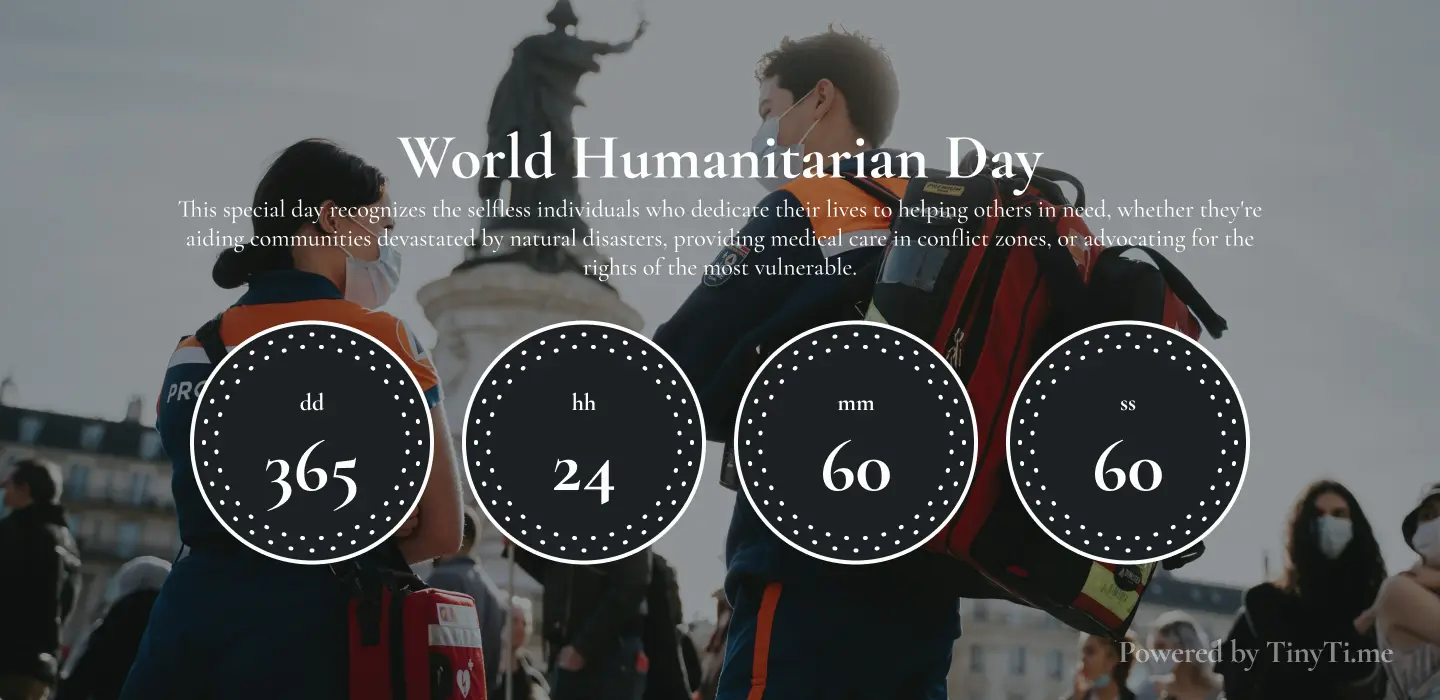 World Humanitarian Day
This special day recognizes the selfless individuals who dedicate their lives to helping others in need, whether they're
aiding communities devastated by natural disasters, providing medical care in conflict zones, or advocating for the
rights of the most vulnerable.
PREMIUM
PRO
dd
hh
mm
ss
365
24
60
60
Powered by TinyTi.me